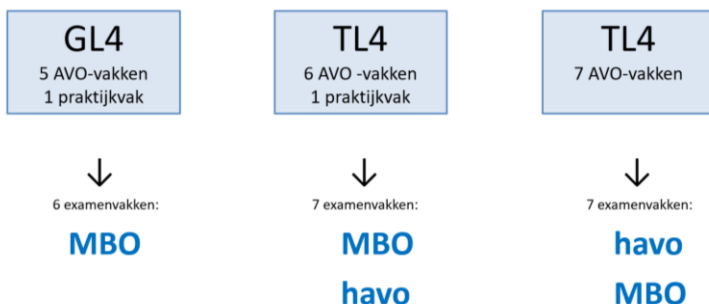 GL4
5 AVO-vakken
1 praktijkvak
↓
6 examenvakken:
MBO
TL4
6 AVO -vakken
1 praktijkvak
↓
7 examenvakken:
MBO
havo
TL4
7 AVO-vakken
↓
7 examenvakken:
havo
MBO